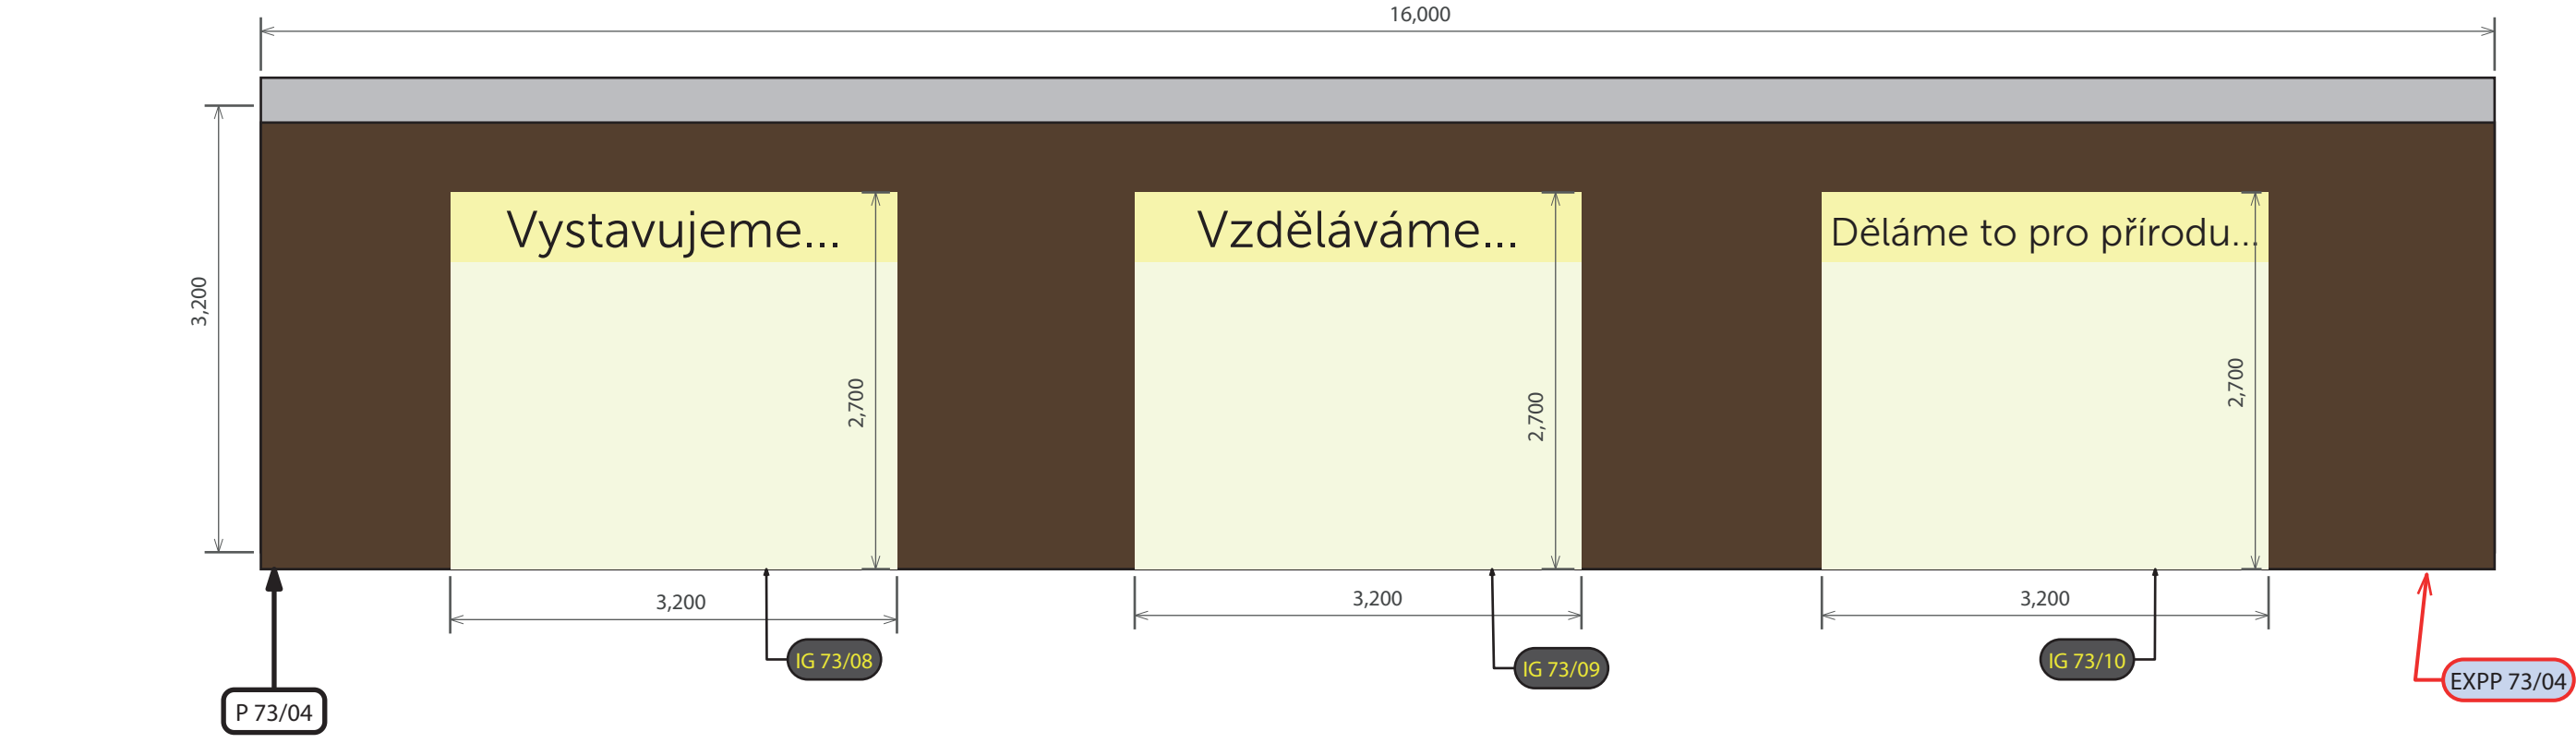 16,000
3,200
Vystavujeme...
Vzděláváme...
Děláme to pro přírodu...
2,700
2,700
2,700
3,200
3,200
3,200
IG 73/08
IG 73/09
IG 73/10
EXPP 73/04
P 73/04